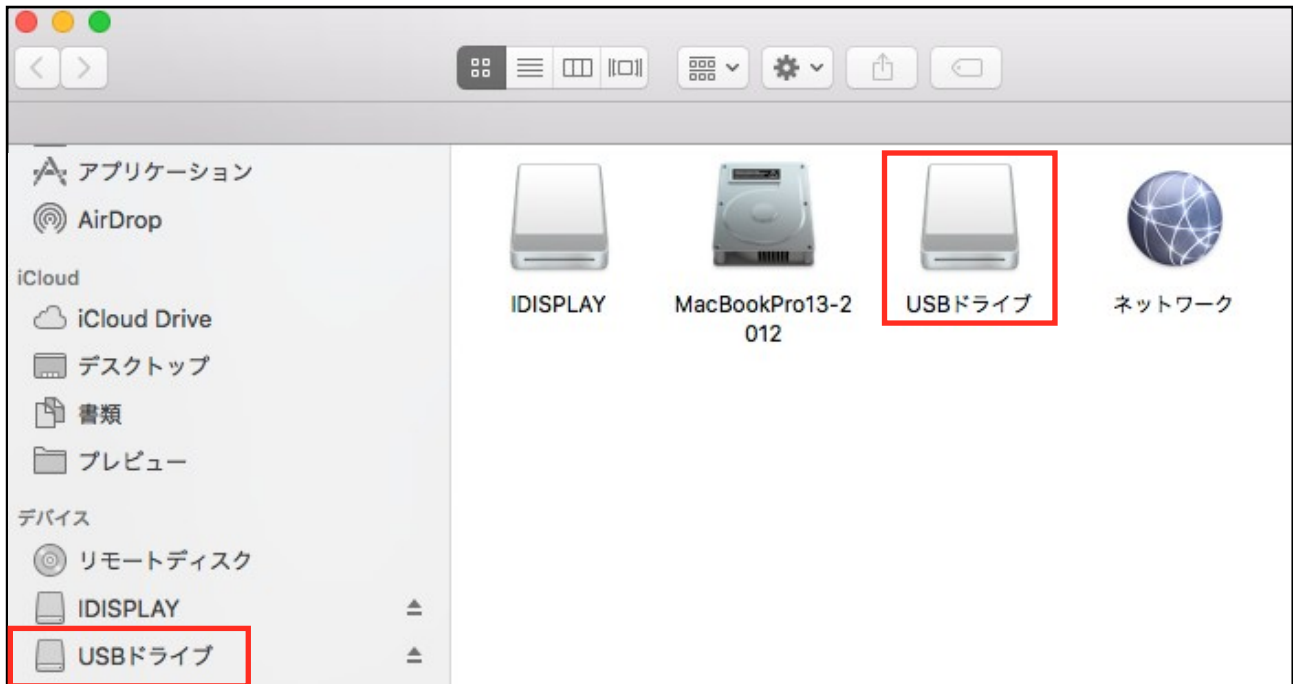 アプリケーション
AirDrop
iCloud
iCloud Drive
デスクトップ
書類
プレビュー
デバイス
リモートディスク
IDISPLAY
USBドライブ
IDISPLAY
MacBookPro13-2
012
USBドライブ
ネットワーク